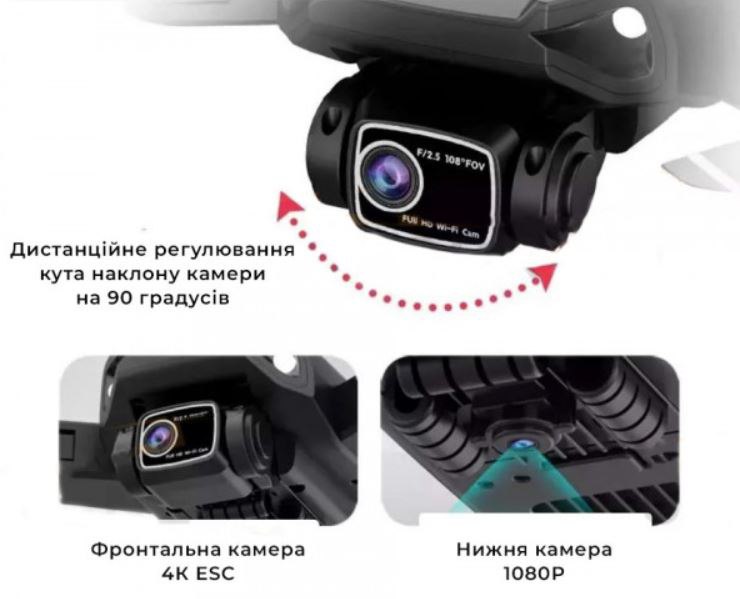 F/2.5 108°FOV
FUll HD Wi-Fi Cam
Дистанційне регулювання
кута наклону камери
на 90 градусів
Full HD Wi-Fi Cam
Фронтальна камера
4K ESC
Нижня камера
1080P